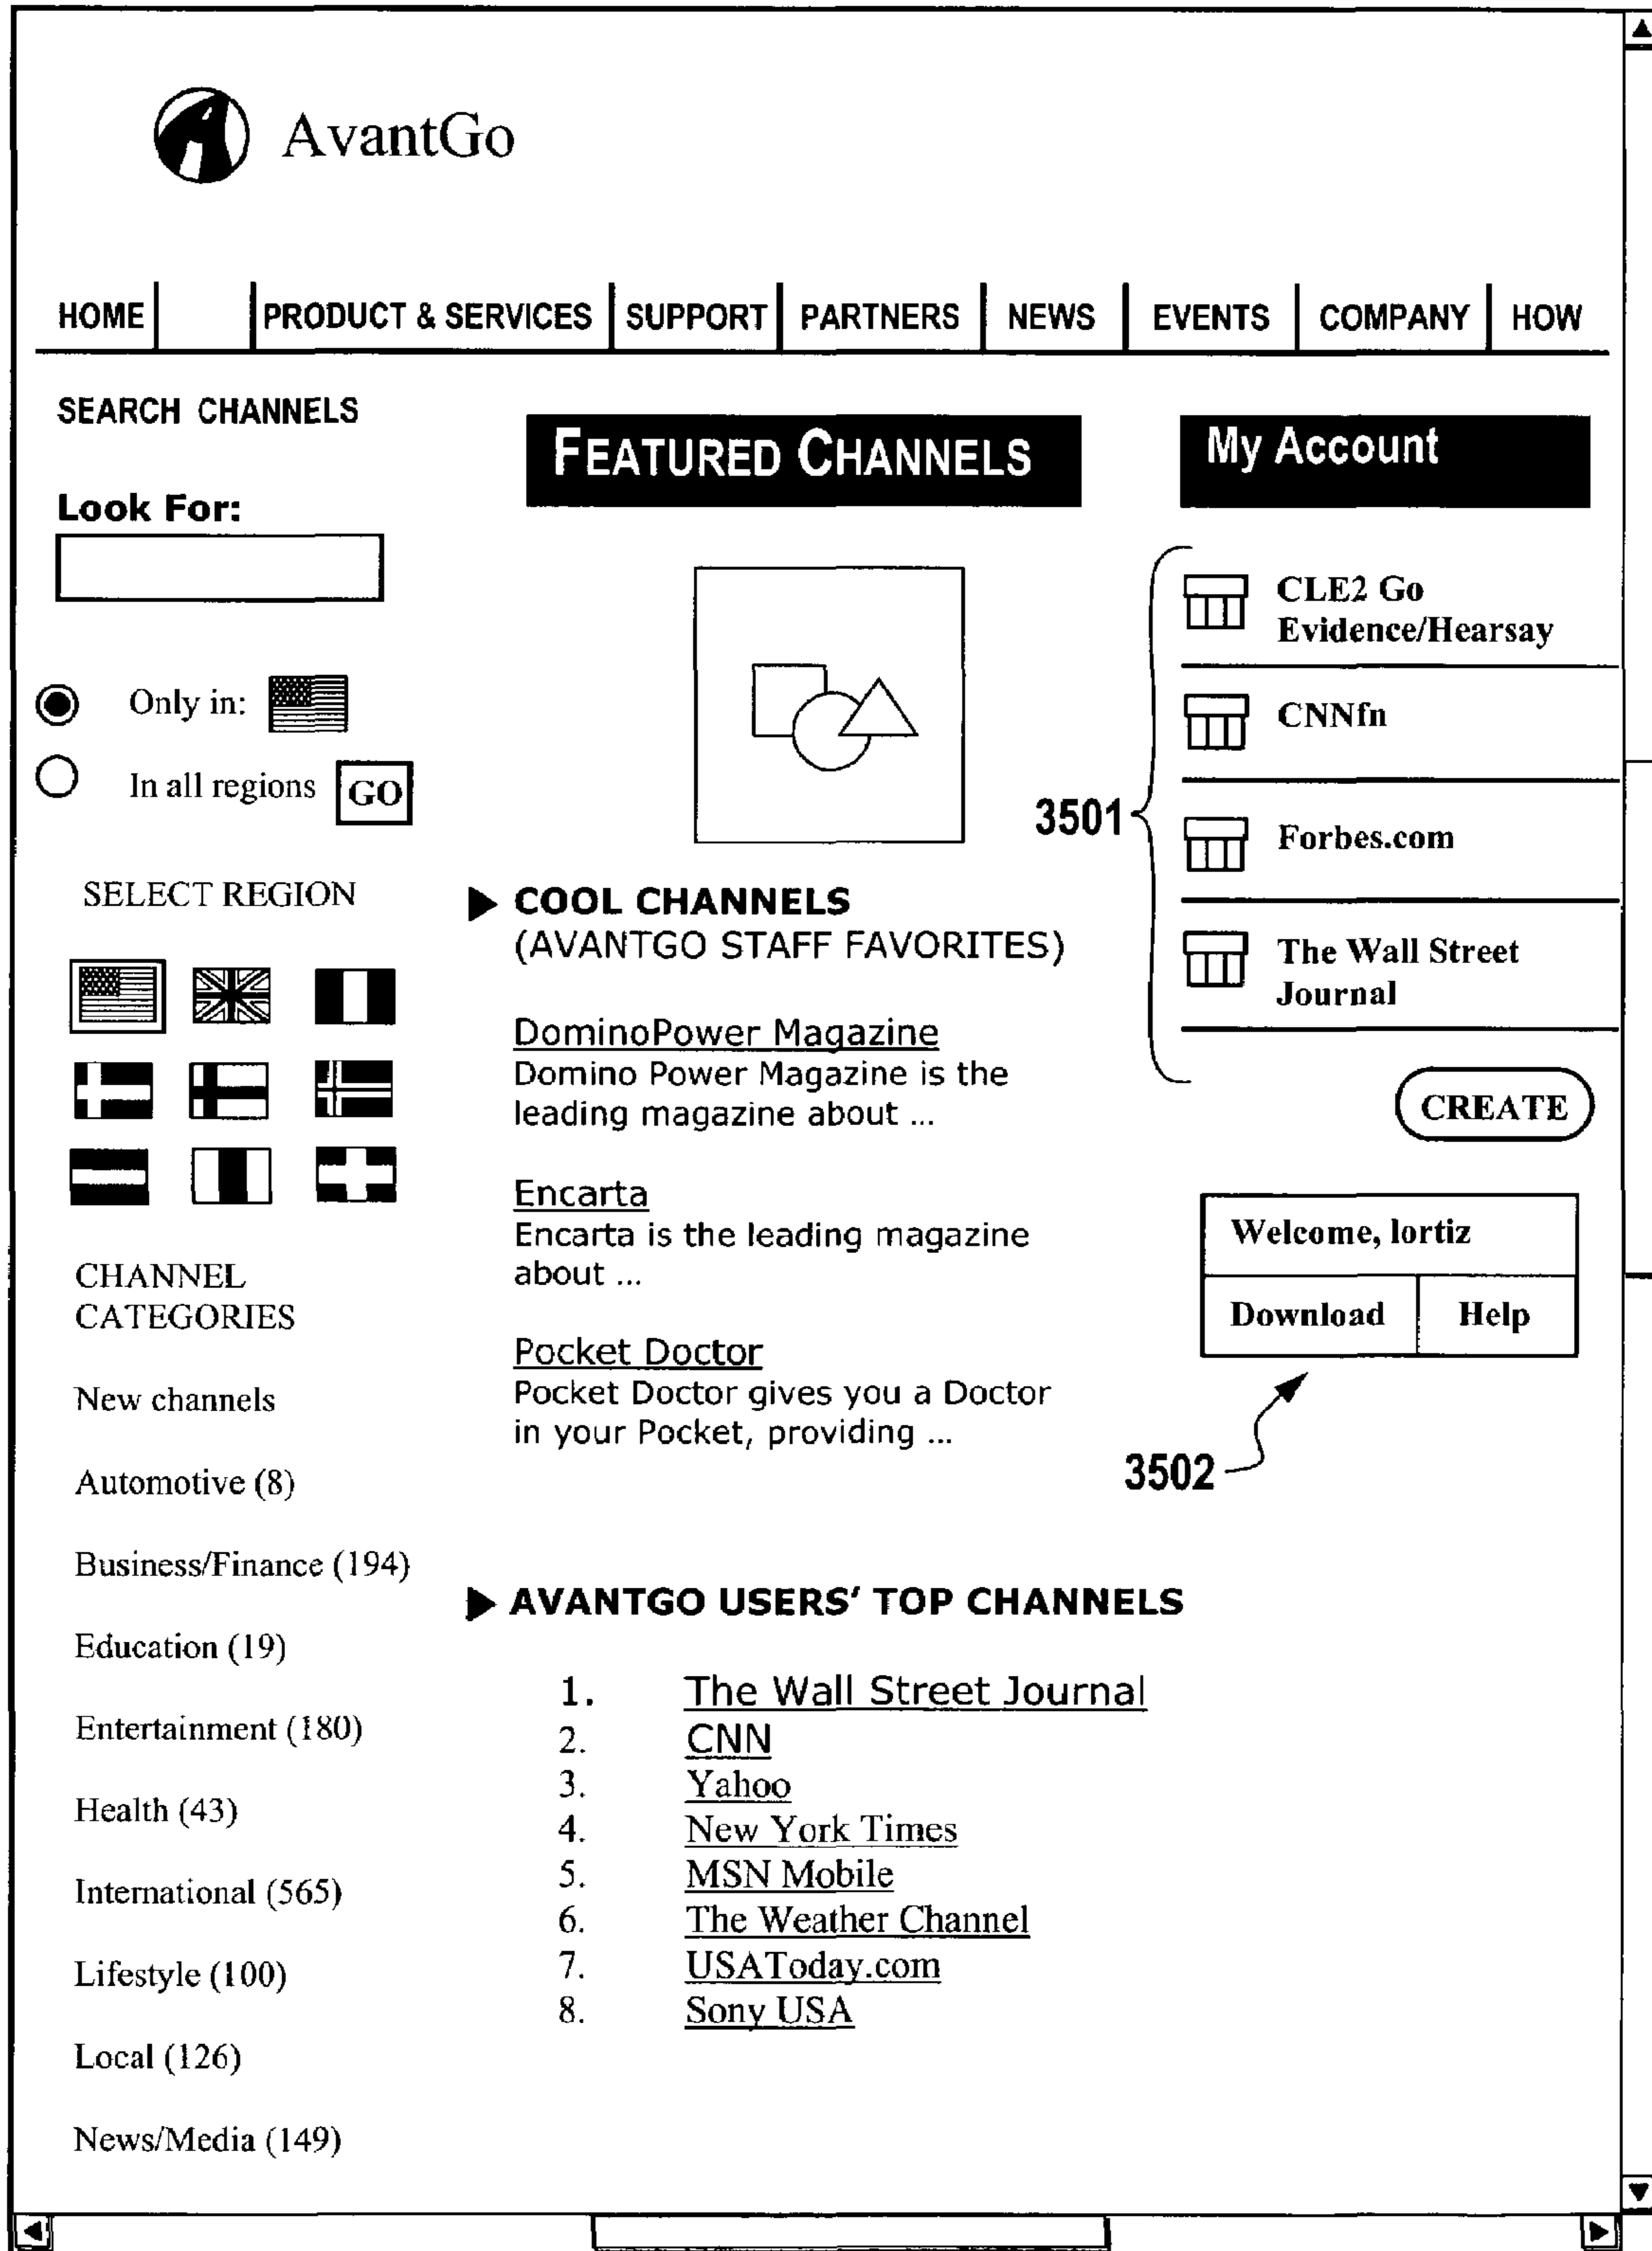 AvantGo
HOME PRODUCT & SERVICES SUPPORT PARTNERS NEWS EVENTS COMPANY HOW
SEARCH CHANNELS
Look For:
Only in:
In all regions GO
SELECT REGION
CHANNEL
CATEGORIES
New channels
Automotive (8)
Business/Finance (194)
Education (19)
Entertainment (180)
Health (43)
International (565)
Lifestyle (100)
Local (126)
News/Media (149)
FEATURED CHANNELS
COOL CHANNELS
(AVANTGO STAFF FAVORITES)
DominoPower Magazine
Domino Power Magazine is the
leading magazine about ...
Encarta
Encarta is the leading magazine
about ...
Pocket Doctor
Pocket Doctor gives you a Doctor
in your Pocket, providing ...
AVANTGO USERS' TOP CHANNELS
1. The Wall Street Journal
2. CNN
3. Yahoo
4. New York Times
5. MSN Mobile
6. The Weather Channel
7. USAToday.com
8. Sony USA
My Account
3501
CLE2 Go
Evidence/Hearsay
CNNfn
Forbes.com
The Wall Street
Journal
CREATE
Welcome, lortiz
Download Help
3502